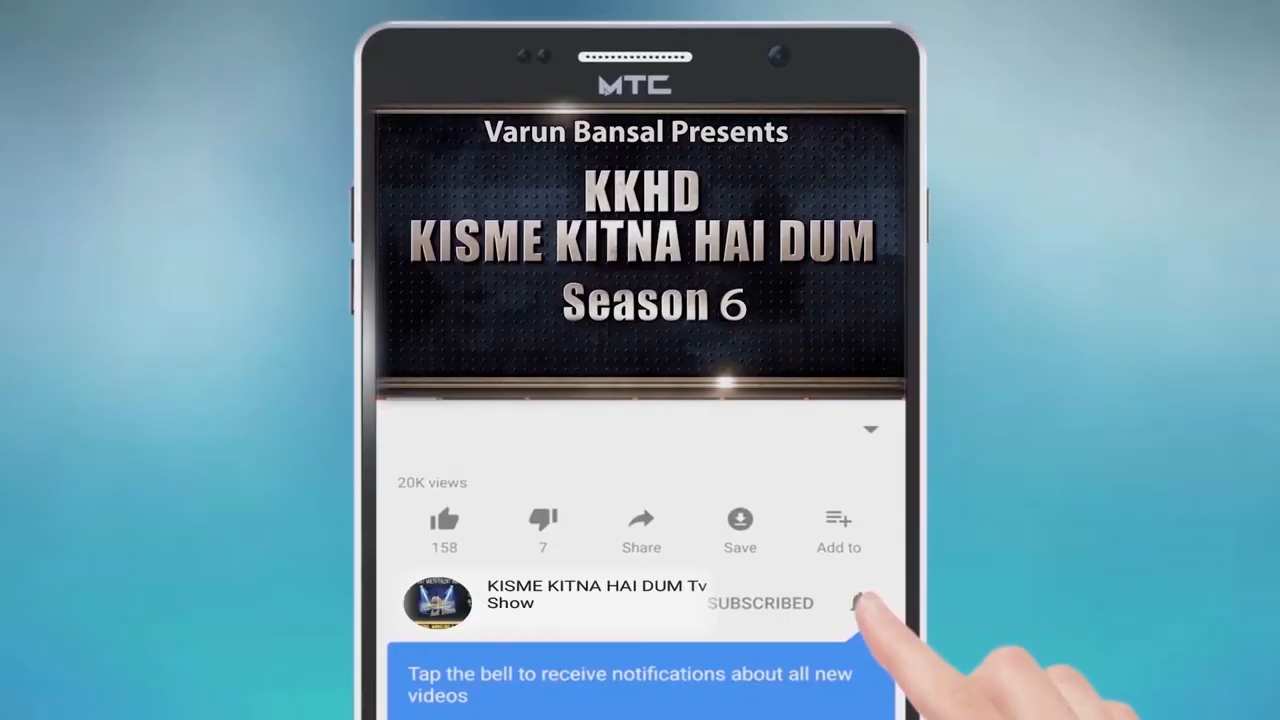 MTC
Varun Bansal Presents
KKHD
KISME KITNA HAI DUM
Season 6
20K views
158
7
Share
Save
Add to
KISME KITNA HAI DUM Tv
Show
SUBSCRIBED
Tap the bell to receive notifications about all new
videos